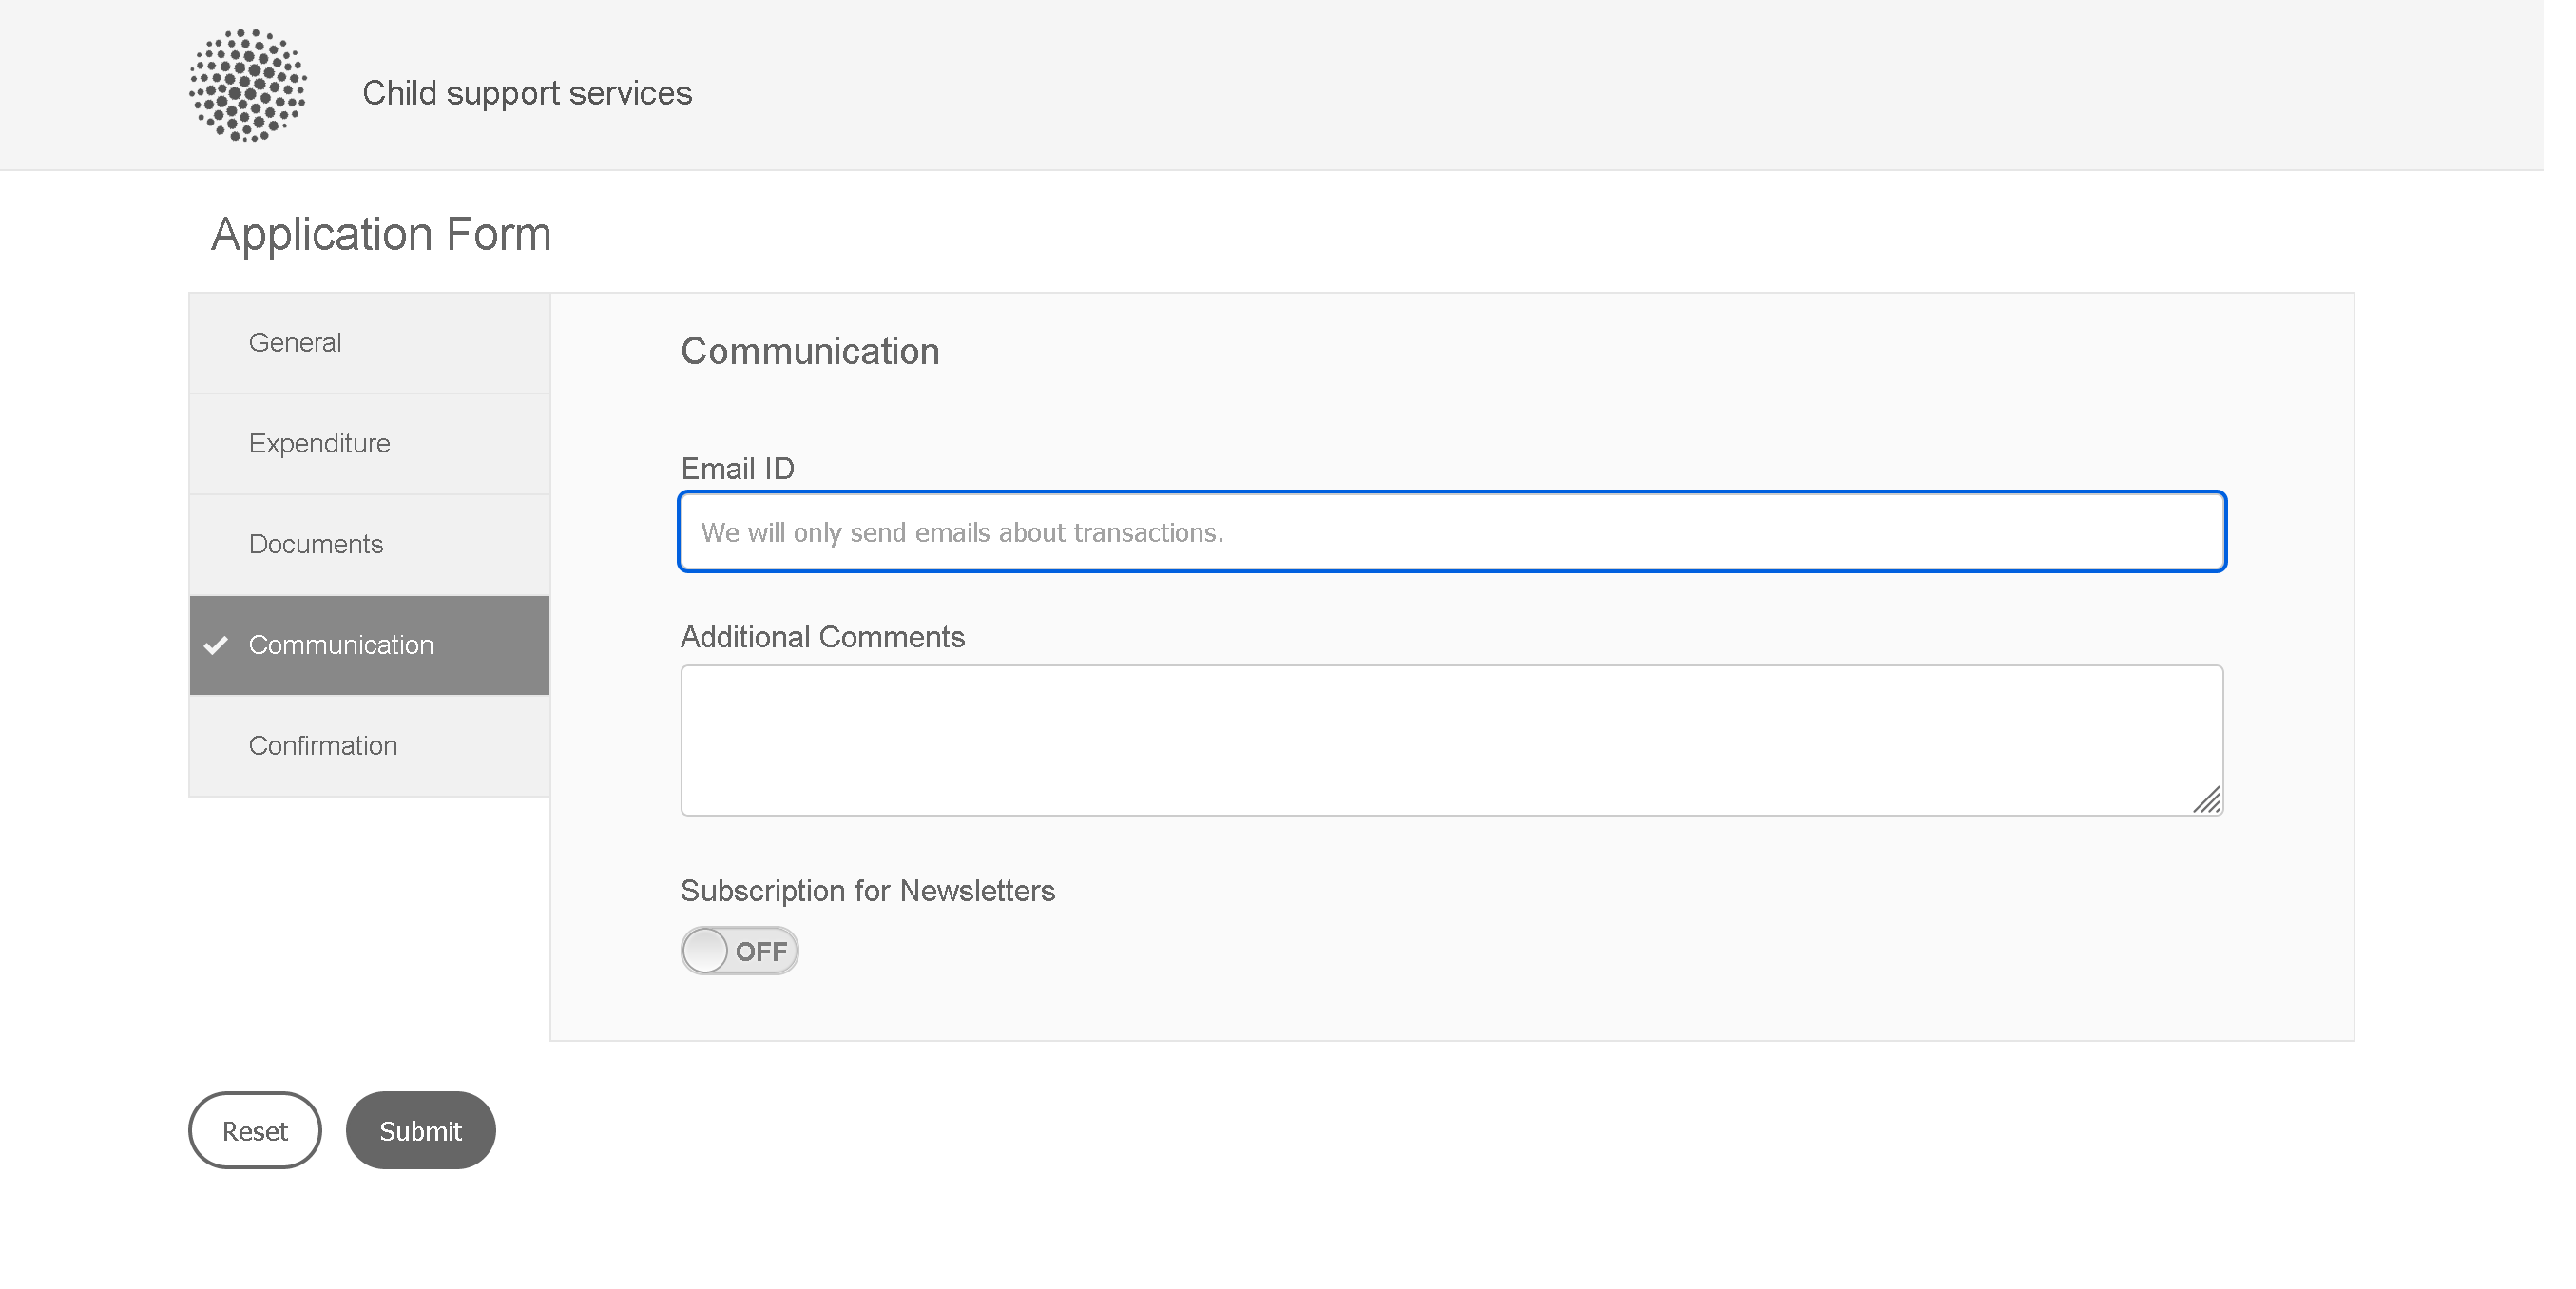 Child support services
Application Form
General
Expenditure
Documents
Communication
Confirmation
Communication
Email ID
We will only send emails about transactions.
Additional Comments
Subscription for Newsletters
OFF
Reset
Submit